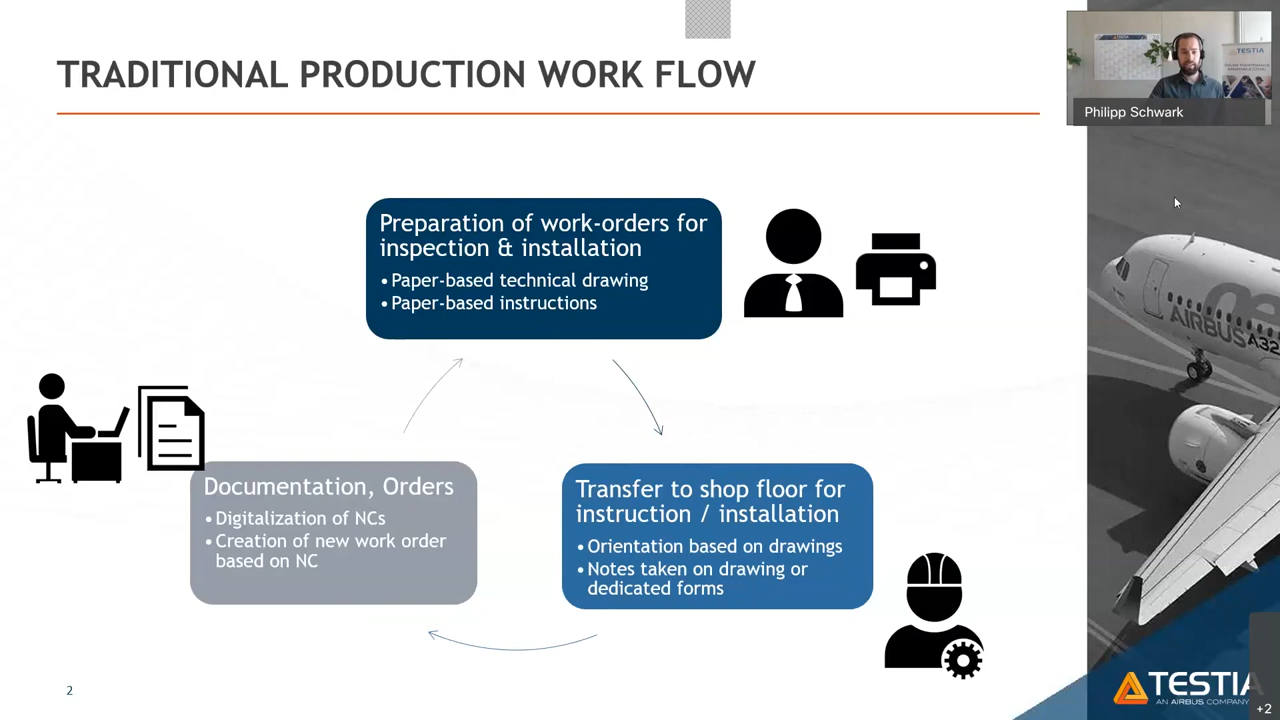 TRADITIONAL PRODUCTION WORK FLOW
TESTIA
Philipp Schwark
Preparation of work-orders for
inspection & installation
•Paper-based technical drawing
•Paper-based instructions
AIRBUS A32
Documentation, Orders
•Digitalization of NCs
•Creation of new work order
based on NC
Transfer to shop floor for
instruction / installation
•Orientation based on drawings
•Notes taken on drawing or
dedicated forms
2
TESTIA
AN AIRBUS COMPANY
+2